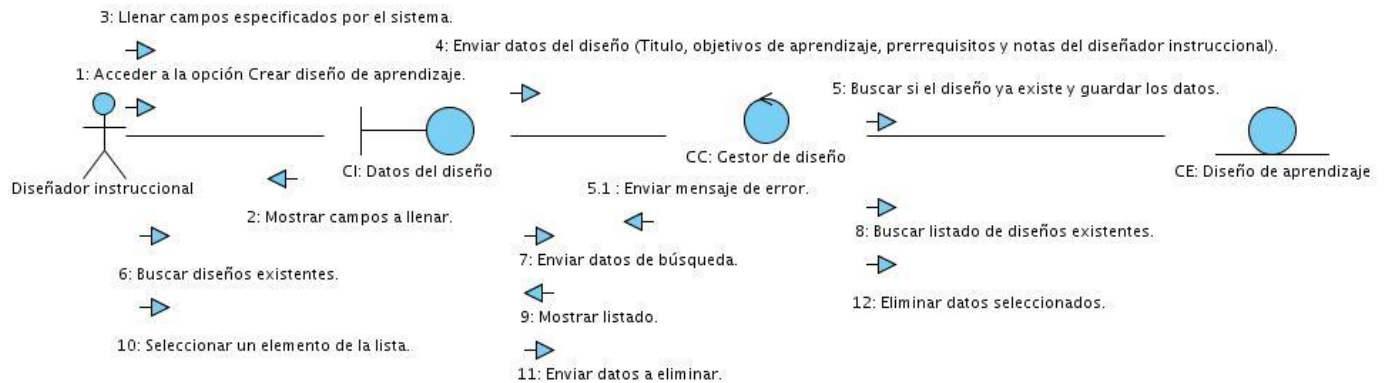 3: Llenar campos especificados por el sistema.
4: Enviar datos del diseño (Titulo, objetivos de aprendizaje, prerrequisitos y notas del diseñador instruccional).
1: Acceder a la opción Crear diseño de aprendizaje.
5: Buscar si el diseño ya existe y guardar los datos.
CC: Gestor de diseño
CI: Datos del diseño
CE: Diseño de aprendizaje
Diseñador instruccional
5.1 : Enviar mensaje de error.
2: Mostrar campos a llenar.
8: Buscar listado de diseños existentes.
7: Enviar datos de búsqueda.
6: Buscar diseños existentes.
12: Eliminar datos seleccionados.
9: Mostrar listado.
10: Seleccionar un elemento de la lista.
11: Enviar datos a eliminar.